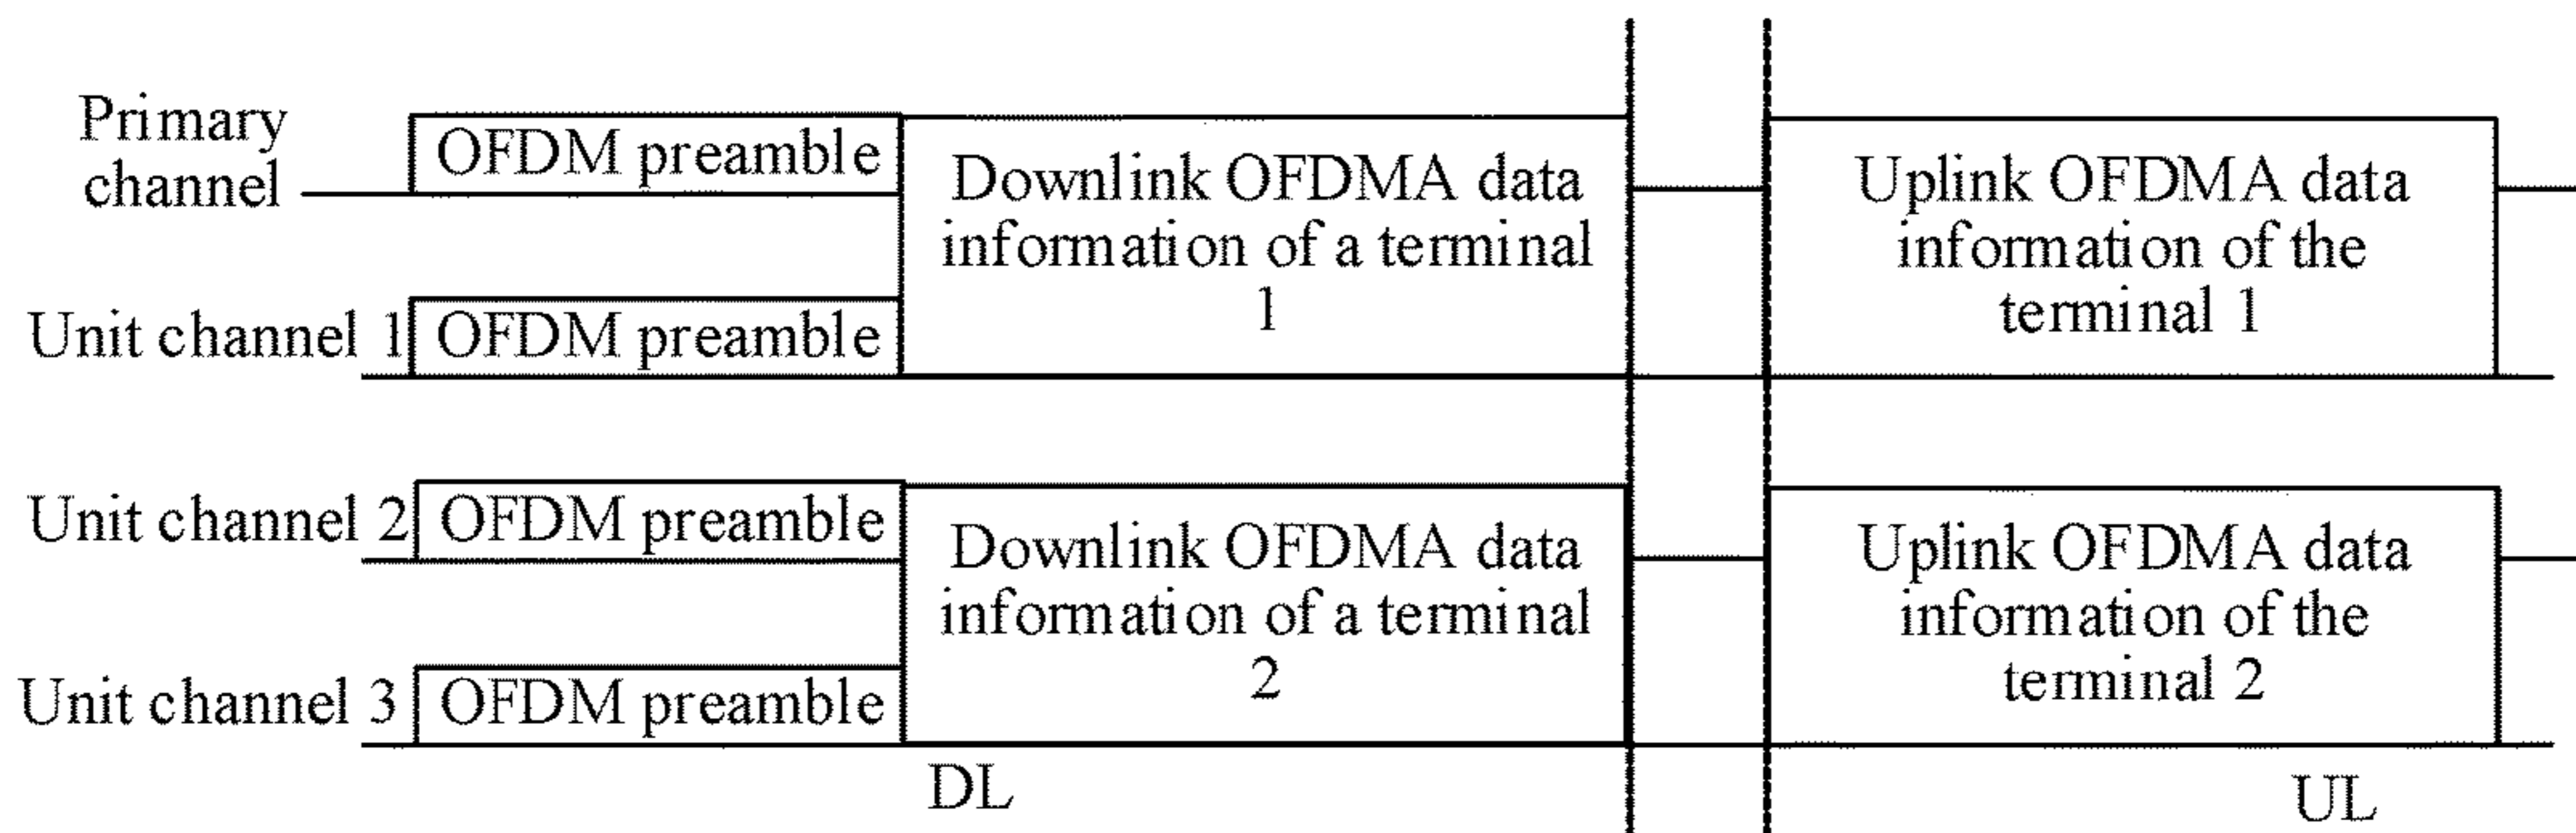 Primary
channel
OFDM preamble
Downlink OFDMA data
information of a terminal
1
Uplink OFDMA data
information of the
terminal 1
Unit channel 1
OFDM preamble
Unit channel 2
OFDM preamble
Downlink OFDMA data
information of a terminal
2
Uplink OFDMA data
information of the
terminal 2
Unit channel 3
OFDM preamble
DL
UL